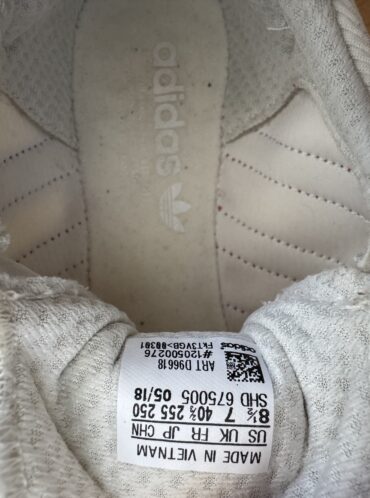 adidas
MADE IN VIETNAM
US UK FR JP CHN
8½ 7 40⅔ 255 250
SHD 675005 05/18
ART D96618
#120500276
adidas